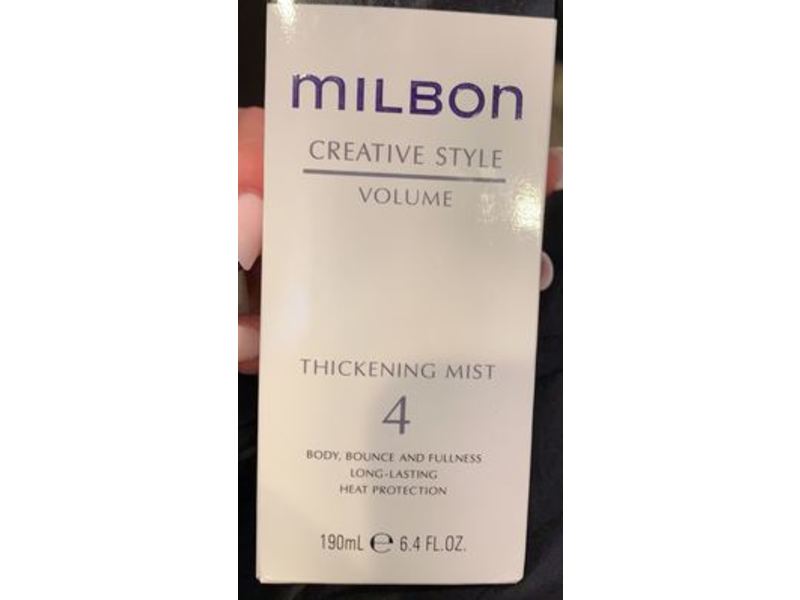 MILBON
CREATIVE STYLE
VOLUME
THICKENING MIST
4
BODY, BOUNCE AND FULLNESS
LONG-LASTING
HEAT PROTECTION
190mL ℮ 6.4 FL.OZ.